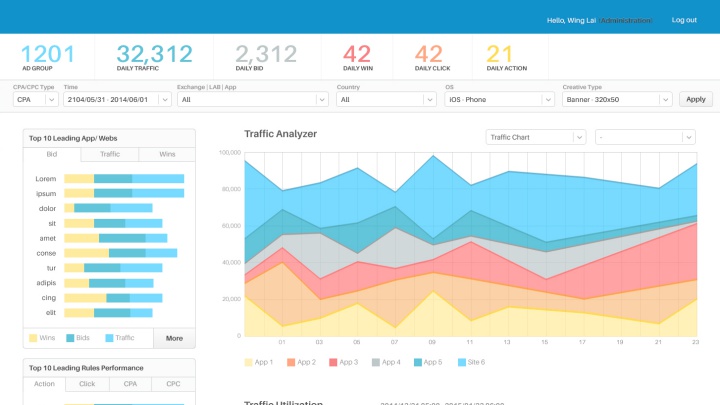 Hello, Wing Lai (Administration) Log out
1201 32,312 2,312 42 42 21
AD GROUP DAILY TRAFFIC DAILY BID DAILY WIN DAILY CLICK DAILY ACTION
CPA/CPC Type Time Exchange | LAB | App Country OS Creative Type
CPA 2104/05/31 - 2014/06/01 All All iOS - Phone Banner - 320x50 Apply
Top 10 Leading App/ Webs
Bid Traffic Wins
Lorem
ipsum
dolor
sit
amet
conse
tur
adipis
cing
elit
Wins Bids Traffic More
Top 10 Leading Rules Performance
Action Click CPA CPC
Traffic Analyzer Traffic Chart -
100,000
80,000
60,000
40,000
20,000
0
01 03 05 07 09 11 13 15 17 19 21 23
App 1 App 2 App 3 App 4 App 5 Site 6
Traffic Utilization